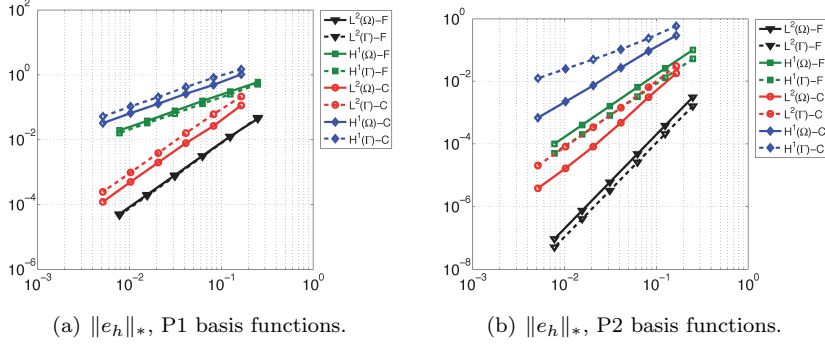 10^2
10^0
10^−2
10^−4
10^−6
10^−3
10^−2
10^−1
10^0
L^2(Ω)−F
L^2(Γ)−F
H^1(Ω)−F
H^1(Γ)−F
L^2(Ω)−C
L^2(Γ)−C
H^1(Ω)−C
H^1(Γ)−C
(a) ‖e_h‖_*, P1 basis functions.
10^0
10^−2
10^−4
10^−6
10^−8
10^−3
10^−2
10^−1
10^0
L^2(Ω)−F
L^2(Γ)−F
H^1(Ω)−F
H^1(Γ)−F
L^2(Ω)−C
L^2(Γ)−C
H^1(Ω)−C
H^1(Γ)−C
(b) ‖e_h‖_*, P2 basis functions.